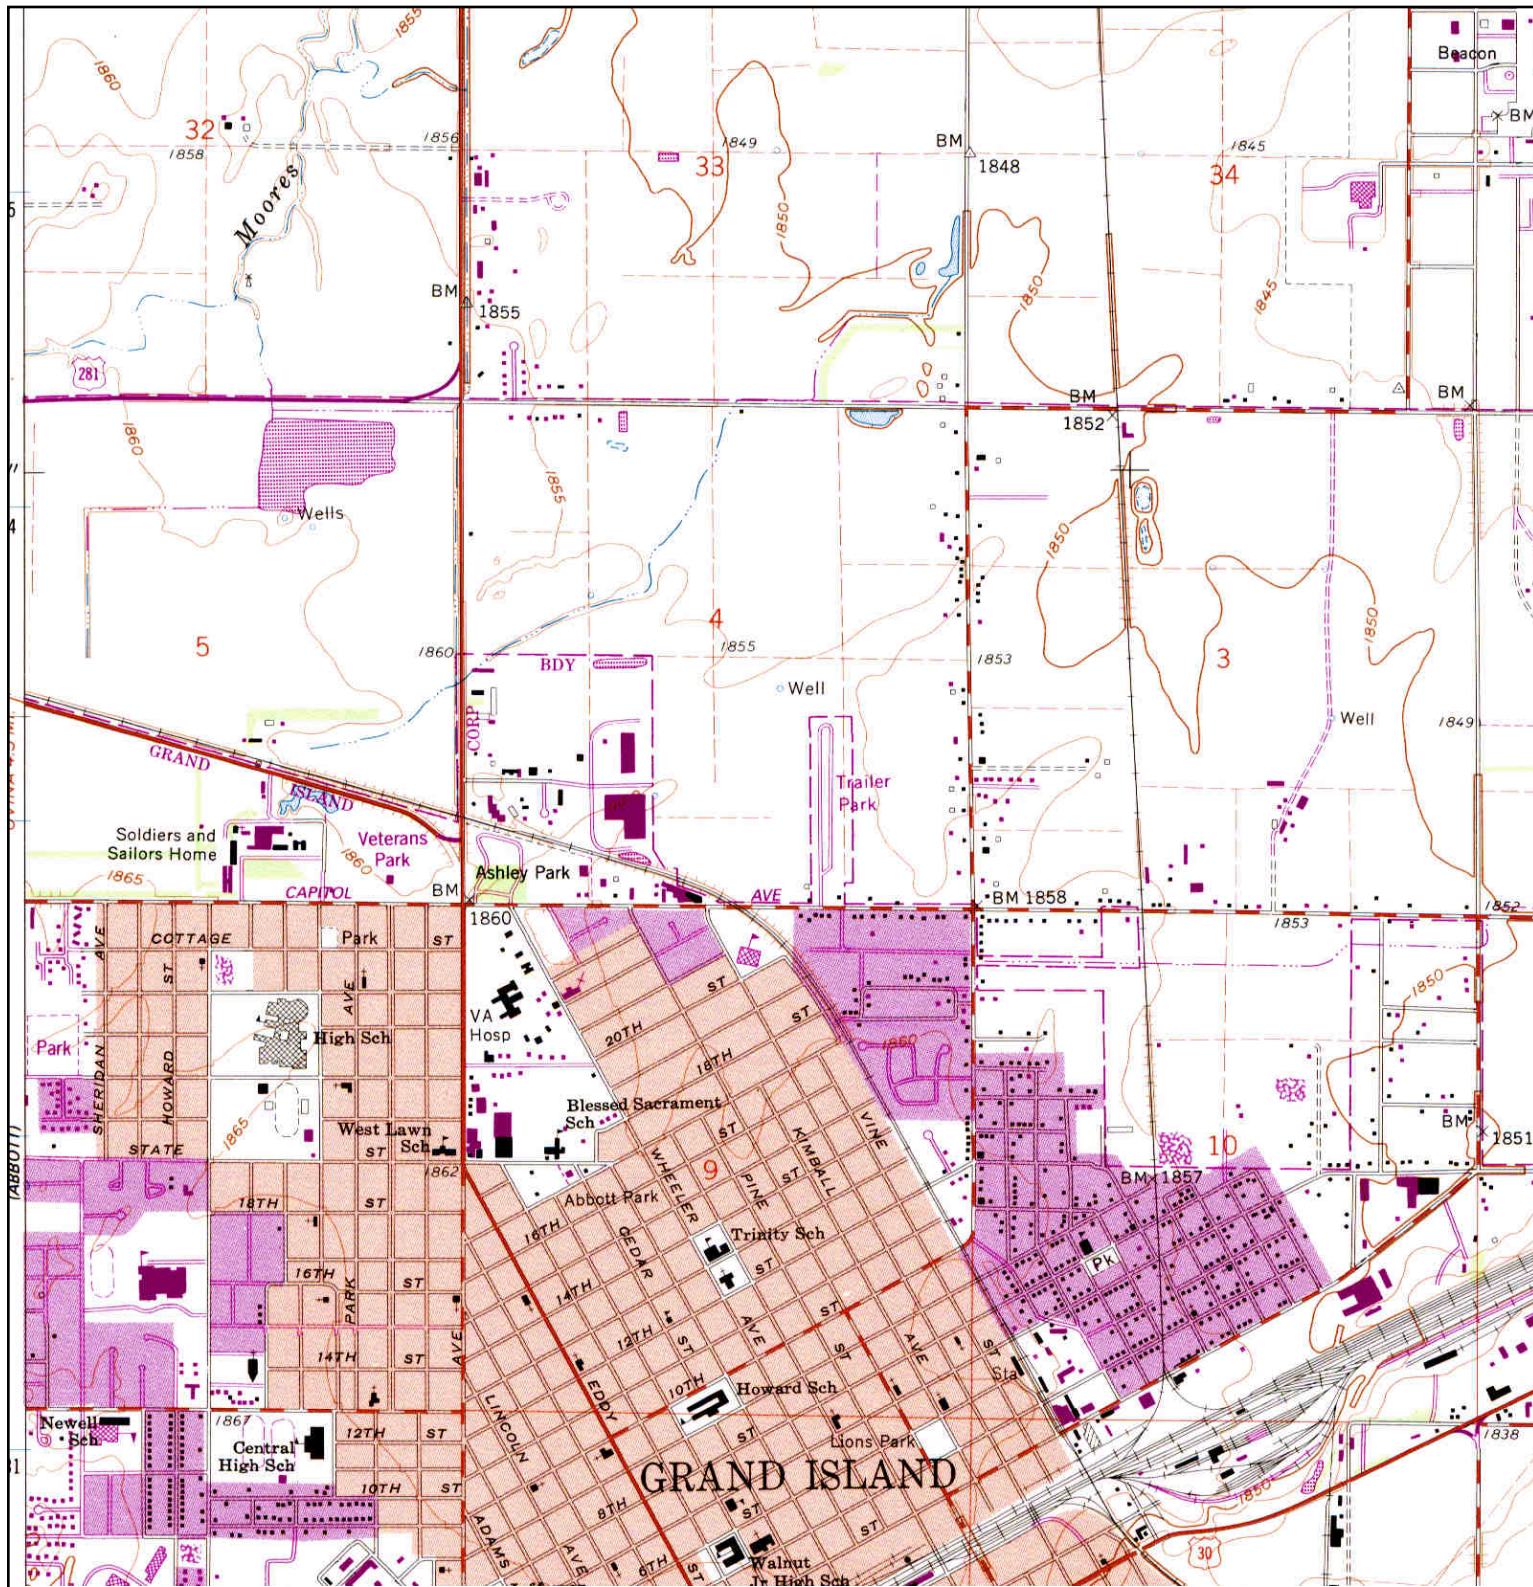 1855
1860
Beacon
32
1856
BM
1858
1849
33
BM
1848
1845
34
Moores
1850
BM
1855
1850
1845
281
BM
1852
BM
1860
1855
Wells
1850
1850
5
4
1860
1855
1853
3
BDY
CORP
Well
Well
1849
GRAND
ISLAND
Trailer
Park
Soldiers and
Sailors Home
Veterans
Park
1860
1865
CAPITOL
BM
Ashley Park
AVE
BM 1858
1860
1852
1853
COTTAGE
Park
ST
AVE
ST
AVE
1850
VA
Hosp
ST
ST
20TH
18TH
1860
High Sch
Park
SHERIDAN
HOWARD
1865
Blessed Sacrament
Sch
West Lawn
Sch
STATE
ST
1862
WHEELER
ST
PINE
ST
KIMBALL
VINE
9
10
BM
1851
BM 1857
(ABBOTT)
18TH
ST
Abbott Park
16TH
CEDAR
Trinity Sch
ST
Pk
16TH
ST
PARK
14TH
ST
12TH
ST
AVE
ST
AVE
ST
14TH
ST
AVE
10TH
Howard Sch
Sta
EDDY
LINCOLN
Newell
Sch
1867
Central
High Sch
12TH
ST
10TH
ST
ST
Lions Park
1838
GRAND ISLAND
1850
8TH
ST
ST
ADAMS
AVE
6TH
ST
Walnut
Jr High Sch
30